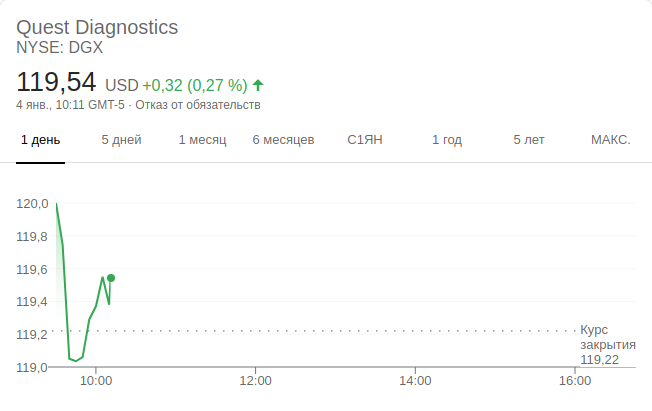 Quest Diagnostics
NYSE: DGX
119,54 USD +0,32 (0,27 %)
4 янв., 10:11 GMT-5 · Отказ от обязательств
1 день 5 дней 1 месяц 6 месяцев С1ЯН 1 год 5 лет МАКС.
120,0
119,8
119,6
119,4
119,2
119,0
Курс
закрытия
119,22
10:00 12:00 14:00 16:00